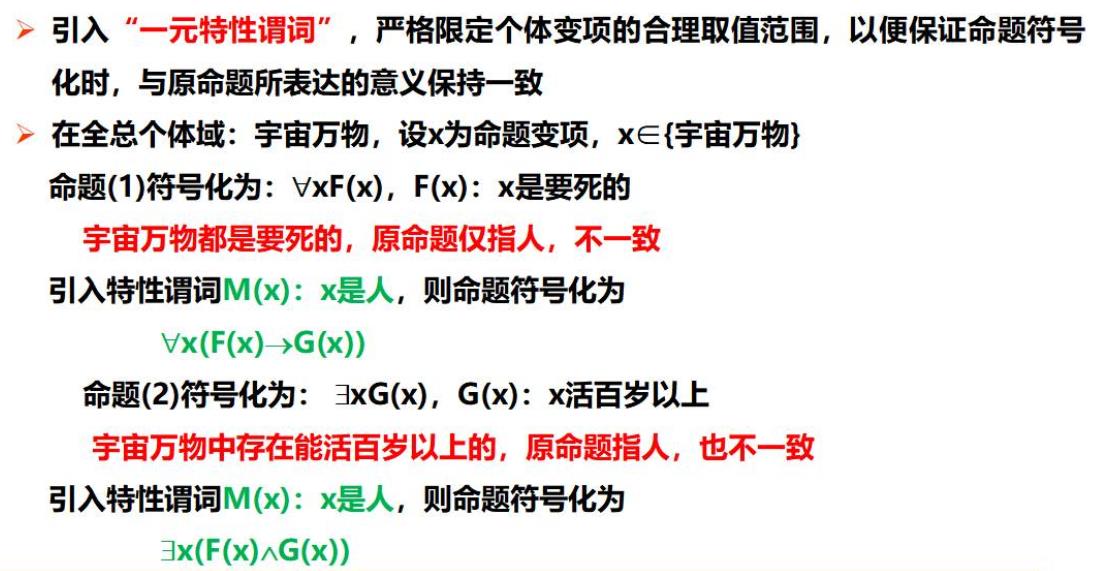 ➢ 引入“一元特性谓词”，严格限定个体变项的合理取值范围，以便保证命题符号
化时，与原命题所表达的意义保持一致
➢ 在全总个体域：宇宙万物，设x为命题变项，x∈{宇宙万物}
命题(1)符号化为：∀xF(x)，F(x)：x是要死的
宇宙万物都是要死的，原命题仅指人，不一致
引入特性谓词M(x)：x是人，则命题符号化为
∀x(F(x)→G(x))
命题(2)符号化为： ∃xG(x)，G(x)：x活百岁以上
宇宙万物中存在能活百岁以上的，原命题指人，也不一致
引入特性谓词M(x)：x是人，则命题符号化为
∃x(F(x)∧G(x))